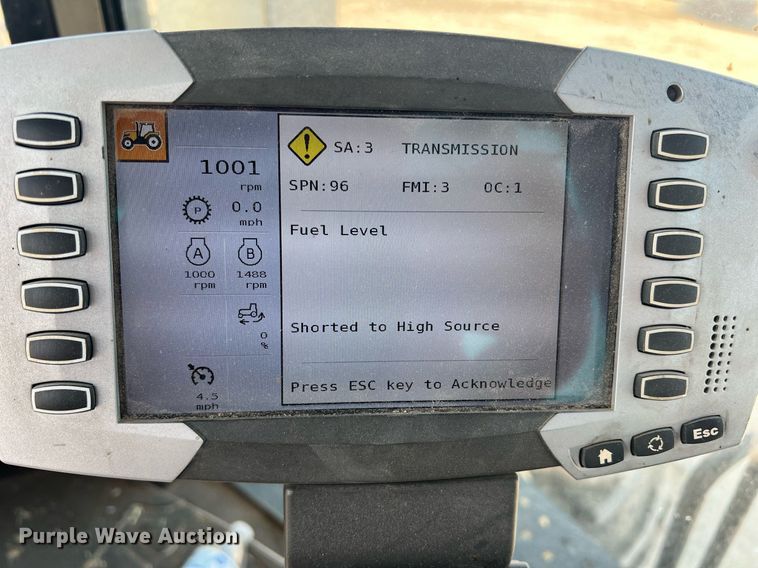 SA:3 TRANSMISSION
SPN:96 FMI:3 OC:1
Fuel Level
Shorted to High Source
Press ESC key to Acknowledge
1001
rpm
P
0.0
mph
A B
1000 1488
rpm rpm
0
%
4.5
mph
Esc
Purple Wave Auction